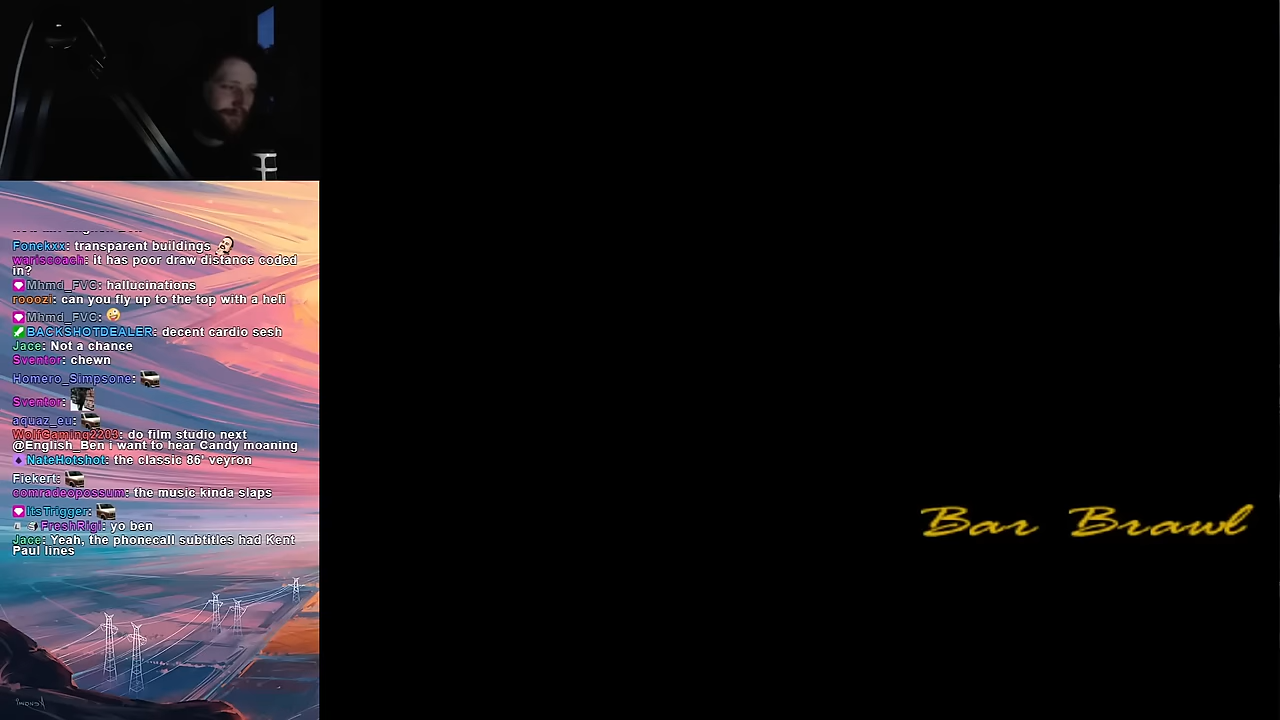 Fonekxx: transparent buildings
wariscoach: it has poor draw distance coded
in?
Mhmd_FVC: hallucinations
rooozi: can you fly up to the top with a heli
Mhmd_FVC:
BACKSHOTDEALER: decent cardio sesh
Jace: Not a chance
Sventor: chewn
Homero_Simpsone:
Sventor:
aquaz_eu:
WolfGaming2203: do film studio next
@English_Ben i want to hear Candy moaning
NateHotshot: the classic 86' veyron
Fiekert:
comradeopossum: the music kinda slaps
ItsTrigger:
FreshRigi: yo ben
Jace: Yeah, the phonecall subtitles had Kent
Paul lines
Bar Brawl